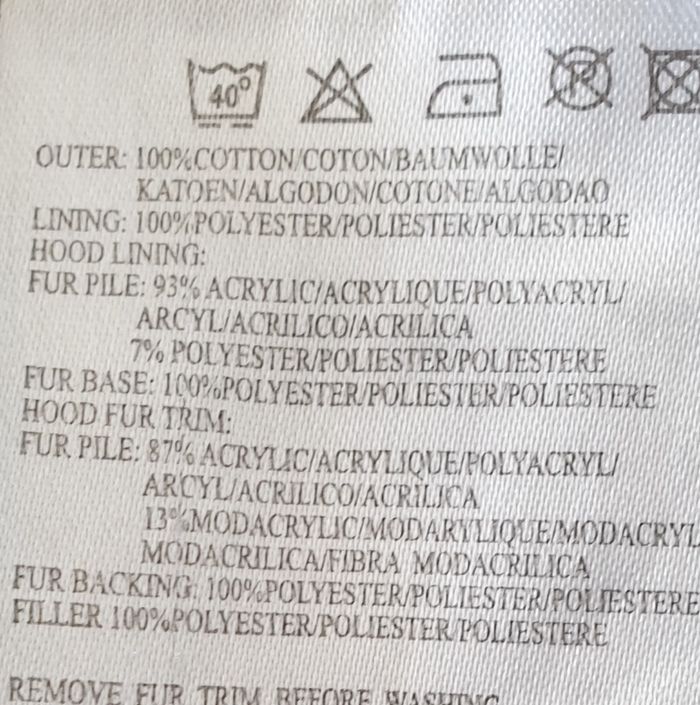 40°
P
OUTER: 100%COTTON/COTON/BAUMWOLLE/
KATOEN/ALGODON/COTONE/ALGODAO
LINING: 100%POLYESTER/POLIESTER/POLIESTERE
HOOD LINING:
FUR PILE: 93% ACRYLIC/ACRYLIQUE/POLYACRYL/
ARCYL/ACRILICO/ACRILICA
7% POLYESTER/POLIESTER/POLIESTERE
FUR BASE: 100%POLYESTER/POLIESTER/POLIESTERE
HOOD FUR TRIM:
FUR PILE: 87% ACRYLIC/ACRYLIQUE/POLYACRYL/
ARCYL/ACRILICO/ACRILICA
13%MODACRYLIC/MODARYLIQUE/MODACRYL
MODACRILICA/FIBRA MODACRILICA
FUR BACKING: 100%POLYESTER/POLIESTER/POLIESTERE
FILLER 100%POLYESTER/POLIESTER/POLIESTERE
REMOVE FUR TRIM BEFORE WASHING